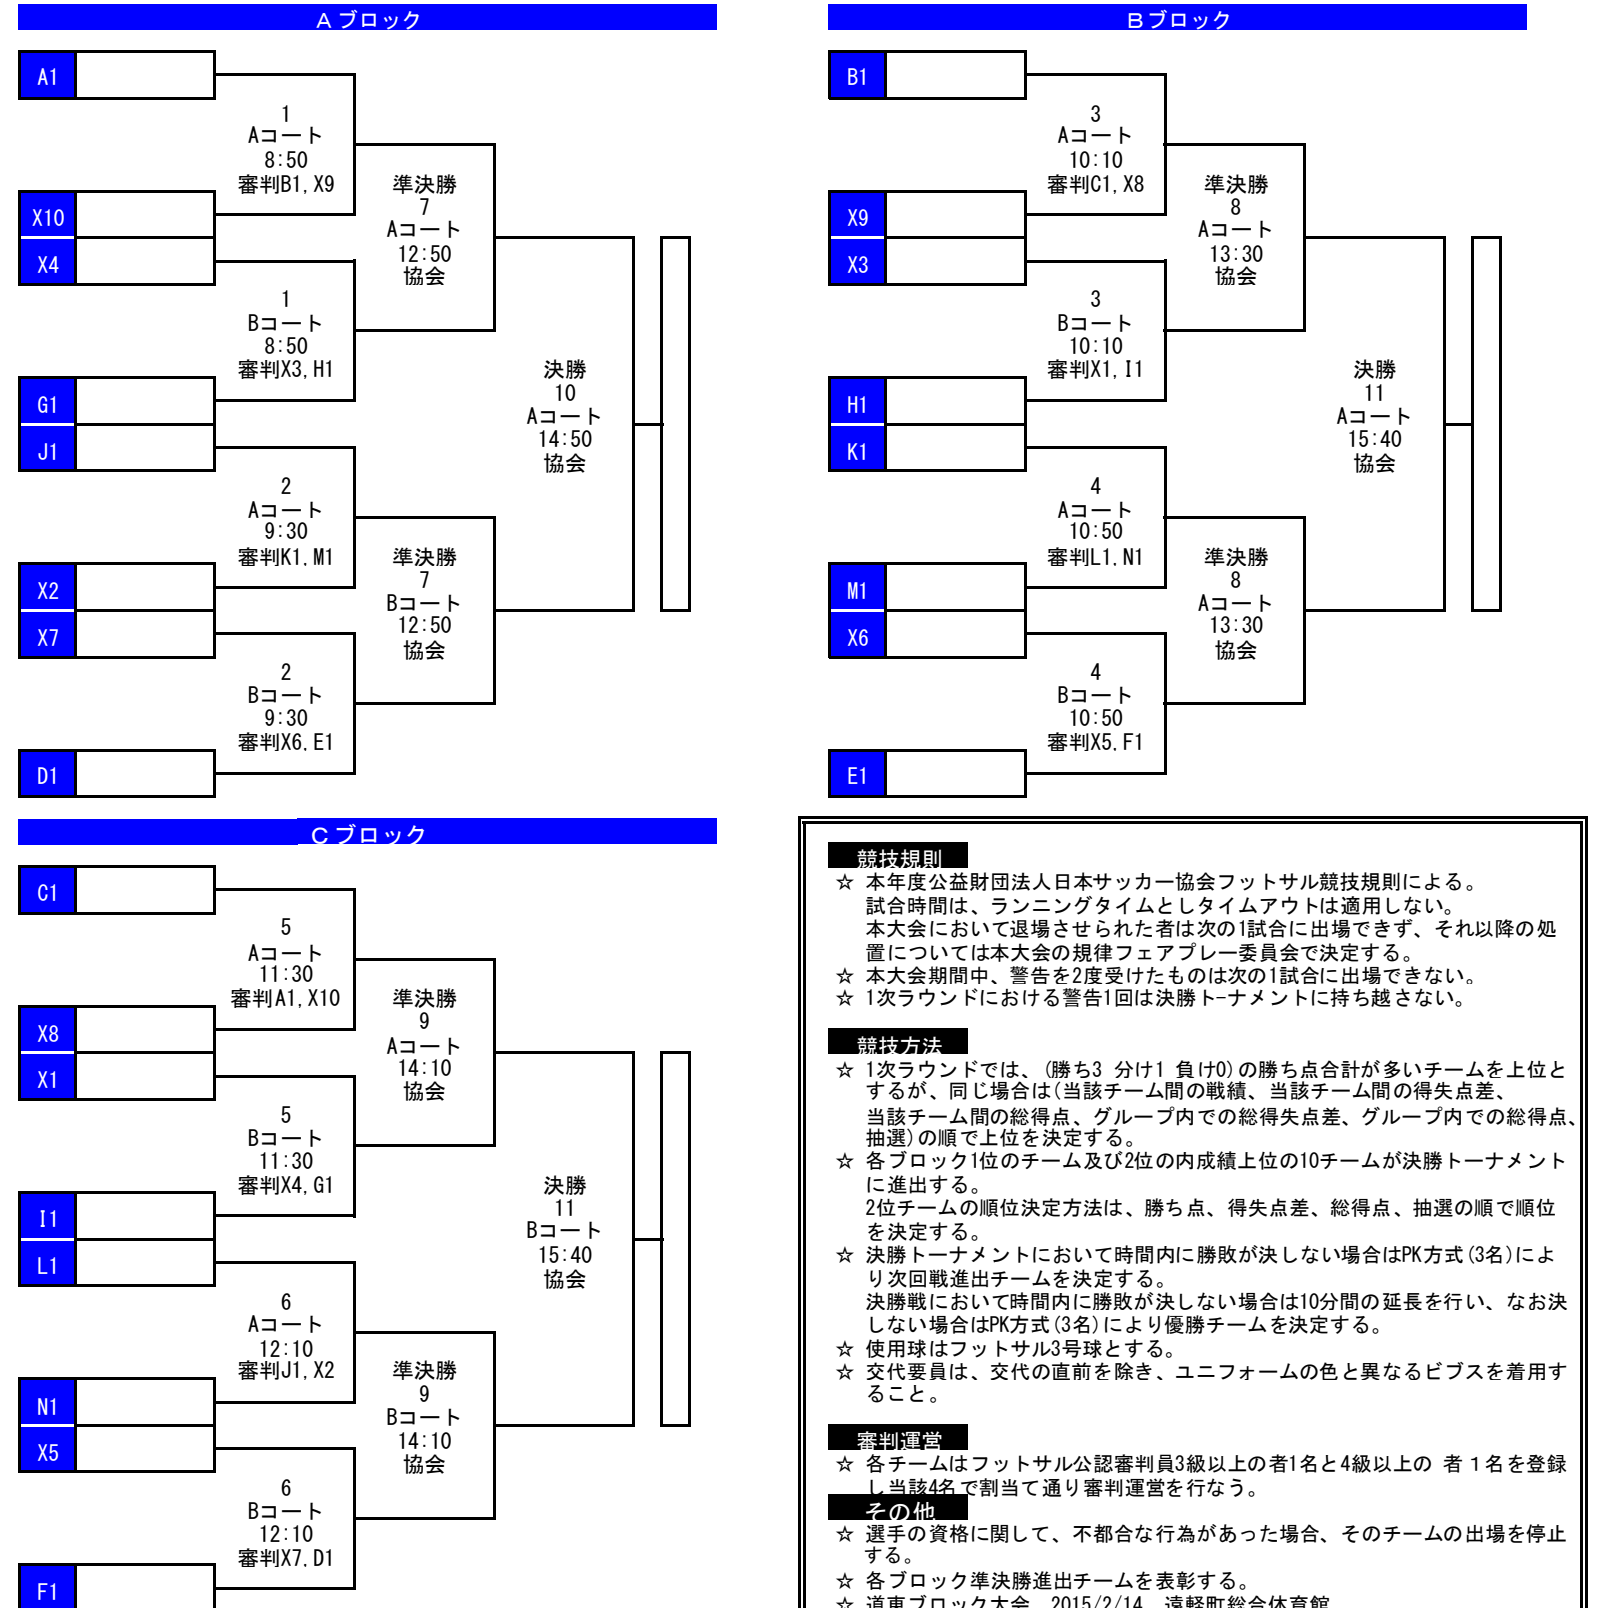 Aブロック
A1
1
Aコート
8:50
審判B1,X9
X10
X4
準決勝
7
Aコート
12:50
協会
1
Bコート
8:50
審判X3,H1
G1
J1
決勝
10
Aコート
14:50
協会
2
Aコート
9:30
審判K1,M1
X2
X7
準決勝
7
Bコート
12:50
協会
2
Bコート
9:30
審判X6,E1
D1
Bブロック
B1
3
Aコート
10:10
審判C1,X8
X9
X3
準決勝
8
Aコート
13:30
協会
3
Bコート
10:10
審判X1,I1
H1
K1
決勝
11
Aコート
15:40
協会
4
Aコート
10:50
審判L1,N1
M1
X6
準決勝
8
Aコート
13:30
協会
4
Bコート
10:50
審判X5,F1
E1
Cブロック
C1
5
Aコート
11:30
審判A1,X10
X8
X1
準決勝
9
Aコート
14:10
協会
5
Bコート
11:30
審判X4,G1
I1
L1
決勝
11
Bコート
15:40
協会
6
Aコート
12:10
審判J1,X2
N1
X5
準決勝
9
Bコート
14:10
協会
6
Bコート
12:10
審判X7,D1
F1
競技規則
☆ 本年度公益財団法人日本サッカー協会フットサル競技規則による。
試合時間は、ランニングタイムとしタイムアウトは適用しない。
本大会において退場させられた者は次の1試合に出場できず、それ以降の処
置については本大会の規律フェアプレー委員会で決定する。
☆ 本大会期間中、警告を2度受けたものは次の1試合に出場できない。
☆ 1次ラウンドにおける警告1回は決勝ト-ナメントに持ち越さない。
競技方法
☆ 1次ラウンドでは、(勝ち3 分け1 負け0)の勝ち点合計が多いチームを上位と
するが、同じ場合は(当該チーム間の戦績、当該チーム間の得失点差、
当該チーム間の総得点、グループ内での総得失点差、グループ内での総得点、
抽選)の順で上位を決定する。
☆ 各ブロック1位のチーム及び2位の内成績上位の10チームが決勝トーナメント
に進出する。
2位チームの順位決定方法は、勝ち点、得失点差、総得点、抽選の順で順位
を決定する。
☆ 決勝トーナメントにおいて時間内に勝敗が決しない場合はPK方式(3名)によ
り次回戦進出チームを決定する。
決勝戦において時間内に勝敗が決しない場合は10分間の延長を行い、なお決
しない場合はPK方式(3名)により優勝チームを決定する。
☆ 使用球はフットサル3号球とする。
☆ 交代要員は、交代の直前を除き、ユニフォームの色と異なるビブスを着用す
ること。
審判運営
☆ 各チームはフットサル公認審判員3級以上の者1名と4級以上の 者１名を登録
し当該4名で割当て通り審判運営を行なう。
その他
☆ 選手の資格に関して、不都合な行為があった場合、そのチームの出場を停止
する。
☆ 各ブロック準決勝進出チームを表彰する。
☆ 道東ブロック大会 2015/2/14 遠軽町総合体育館